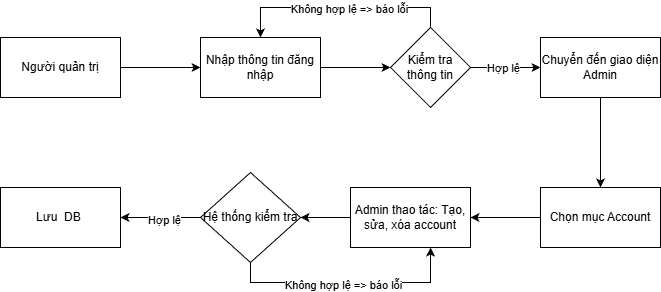 Không hợp lệ => báo lỗi
Người quản trị
Nhập thông tin đăng
nhập
Kiểm tra
thông tin
Hợp lệ
Chuyển đến giao diện
Admin
Lưu DB
Hợp lệ
Hệ thống kiểm tra
Admin thao tác: Tạo,
sửa, xóa account
Chọn mục Account
Không hợp lệ => báo lỗi